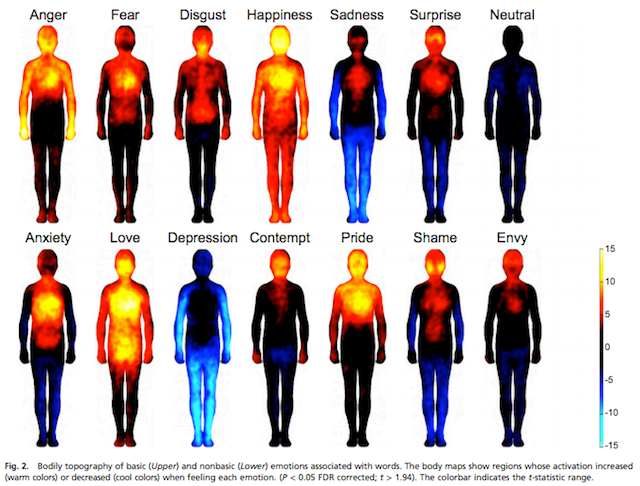 Anger Fear Disgust Happiness Sadness Surprise Neutral
Anxiety Love Depression Contempt Pride Shame Envy
15
10
5
0
-5
-10
-15
Fig. 2. Bodily topography of basic (Upper) and nonbasic (Lower) emotions associated with words. The body maps show regions whose activation increased
(warm colors) or decreased (cool colors) when feeling each emotion. (P < 0.05 FDR corrected; t > 1.94). The colorbar indicates the t-statistic range.